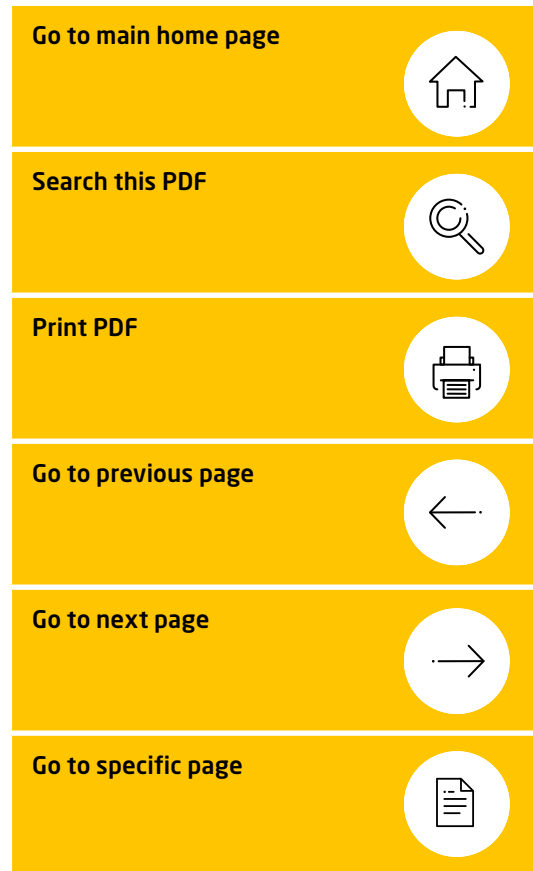 Go to main home page
Search this PDF
Print PDF
Go to previous page
Go to next page
Go to specific page